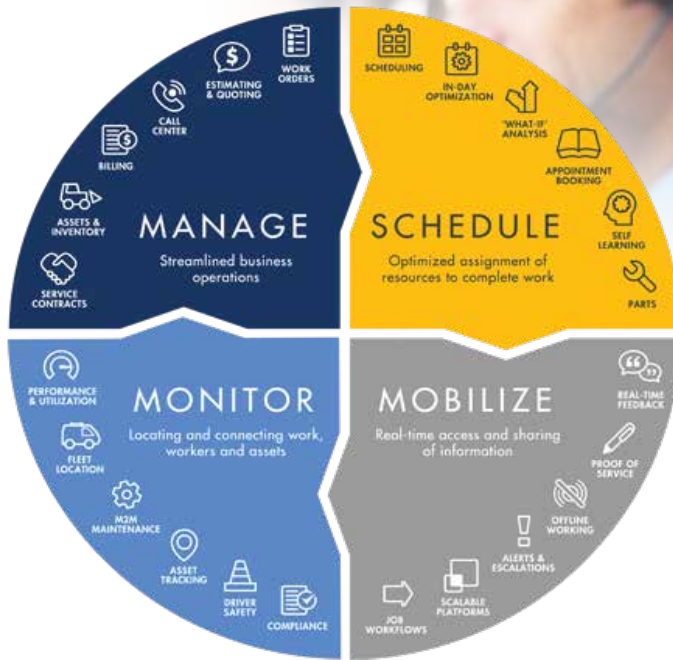 WORK
ORDERS
ESTIMATING
& QUOTING
CALL
CENTER
BILLING
ASSETS &
INVENTORY
SERVICE
CONTRACTS
MANAGE
Streamlined business
operations
SCHEDULING
IN-DAY
OPTIMIZATION
'WHAT-IF'
ANALYSIS
APPOINTMENT
BOOKING
SELF
LEARNING
PARTS
SCHEDULE
Optimized assignment of
resources to complete work
PERFORMANCE
& UTILIZATION
FLEET
LOCATION
M2M
MAINTENANCE
ASSET
TRACKING
DRIVER
SAFETY
COMPLIANCE
MONITOR
Locating and connecting work,
workers and assets
MOBILIZE
Real-time access and sharing
of information
REAL-TIME
FEEDBACK
PROOF OF
SERVICE
OFFLINE
WORKING
ALERTS &
ESCALATIONS
SCALABLE
PLATFORMS
JOB
WORKFLOWS